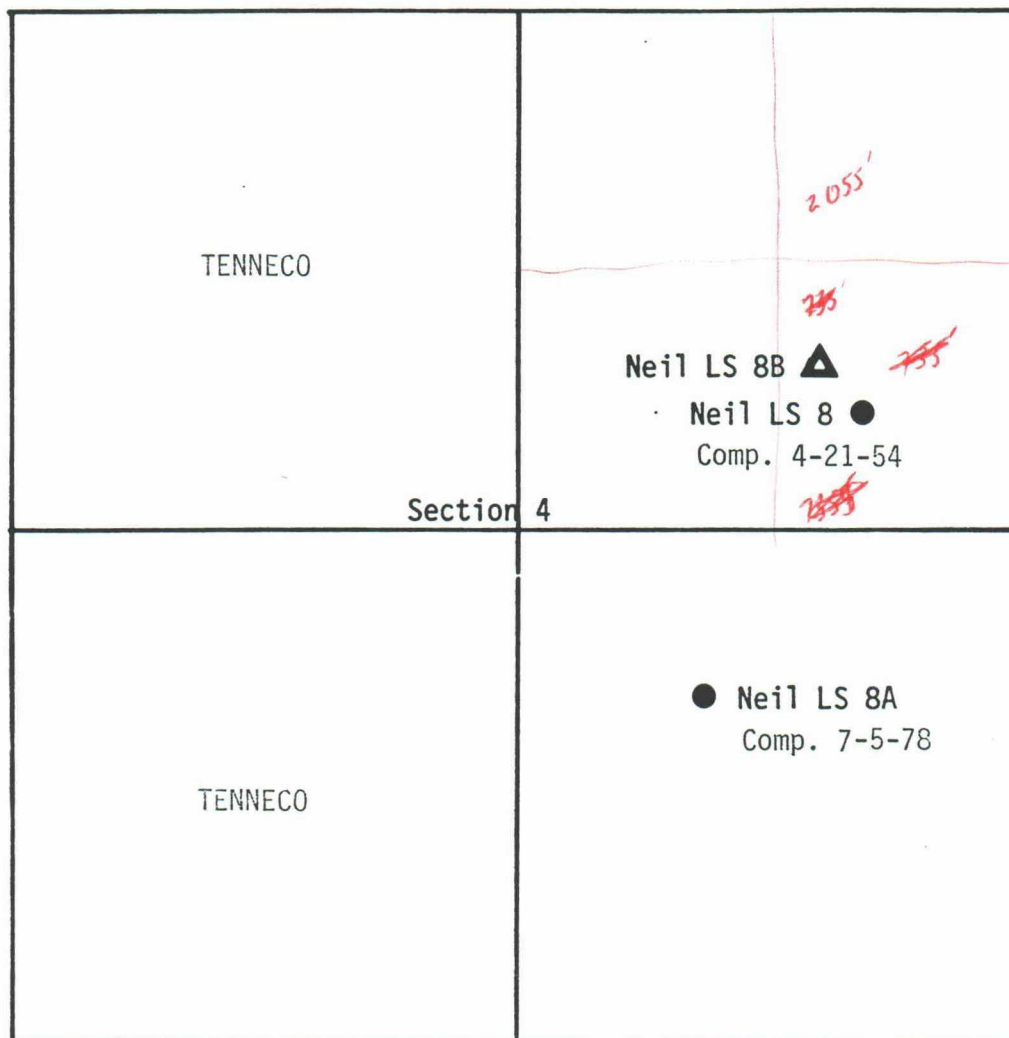 2055'
TENNECO
Neil LS 8B
Neil LS 8
Comp. 4-21-54
Section 4
Neil LS 8A
Comp. 7-5-78
TENNECO